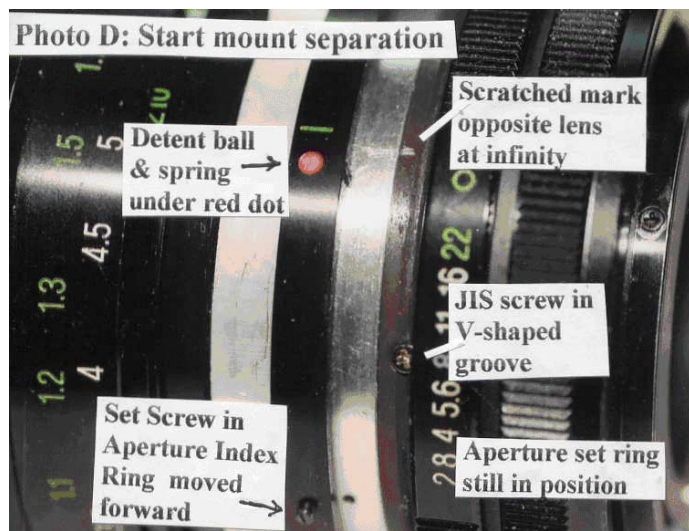 Photo D: Start mount separation
Scratched mark
opposite lens
at infinity
Detent ball
& spring
under red dot
JIS screw in
V-shaped
groove
Set Screw in
Aperture Index
Ring moved
forward
Aperture set ring
still in position
1.5
5
4.5
1.3
1.2
4
1.1
22
16
11
8
5.6
4
2.8